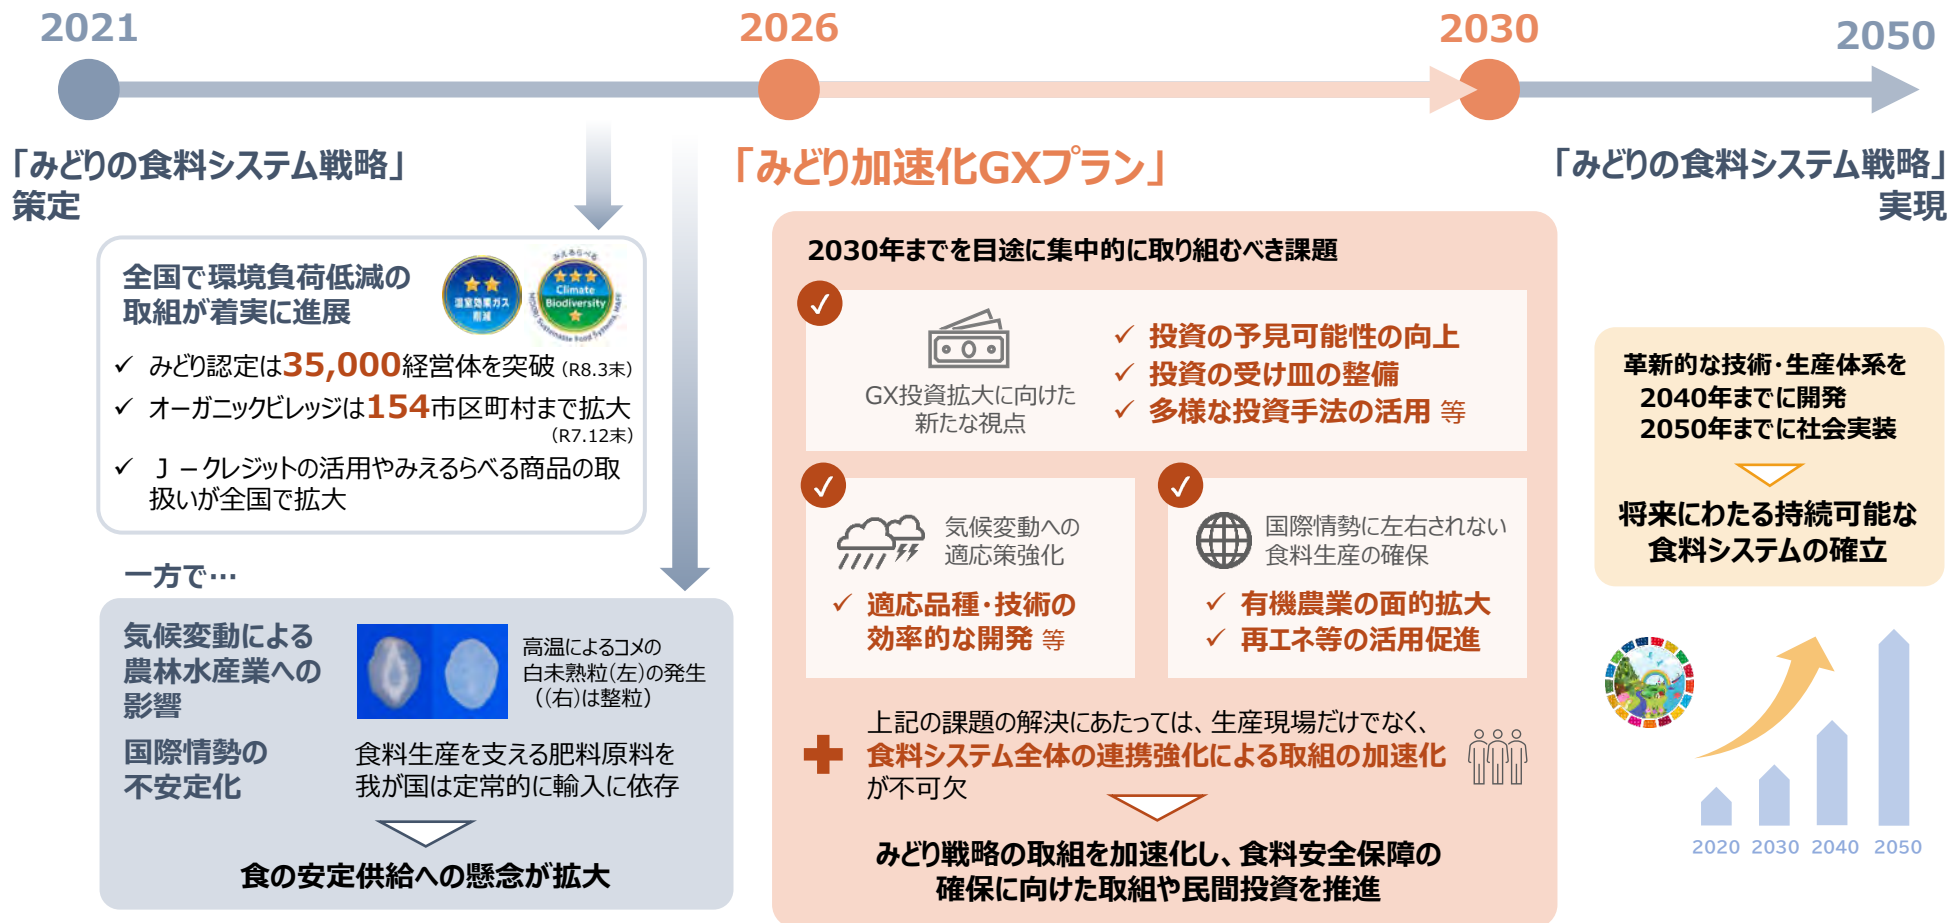 2021
2026
2030
2050
「みどりの食料システム戦略」
策定
「みどり加速化GXプラン」
「みどりの食料システム戦略」
実現
全国で環境負荷低減の
取組が着実に進展
温室効果ガス
削減
みえるらべる
Climate
Biodiversity
MIDORI Sustainable Food Systems, MAFF
✓ みどり認定は35,000経営体を突破 (R8.3末)
✓ オーガニックビレッジは154市区町村まで拡大
(R7.12末)
✓ J－クレジットの活用やみえるらべる商品の取
扱いが全国で拡大
一方で…
気候変動による
農林水産業への
影響
高温によるコメの
白未熟粒(左)の発生
((右)は整粒)
国際情勢の
不安定化
食料生産を支える肥料原料を
我が国は定常的に輸入に依存
食の安定供給への懸念が拡大
2030年までを目途に集中的に取り組むべき課題
GX投資拡大に向けた
新たな視点
✓ 投資の予見可能性の向上
✓ 投資の受け皿の整備
✓ 多様な投資手法の活用 等
気候変動への
適応策強化
✓ 適応品種・技術の
効率的な開発 等
国際情勢に左右されない
食料生産の確保
✓ 有機農業の面的拡大
✓ 再エネ等の活用促進
上記の課題の解決にあたっては、生産現場だけでなく、
食料システム全体の連携強化による取組の加速化
が不可欠
みどり戦略の取組を加速化し、食料安全保障の
確保に向けた取組や民間投資を推進
革新的な技術・生産体系を
2040年までに開発
2050年までに社会実装
将来にわたる持続可能な
食料システムの確立
2020 2030 2040 2050